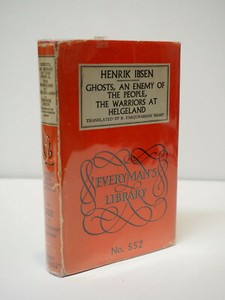 HENRIK IBSEN
GHOSTS, AN ENEMY OF
THE PEOPLE,
THE WARRIORS AT
HELGELAND
TRANSLATED BY R. FARQUHARSON SHARP
EVERYMAN'S
LIBRARY
No. 552